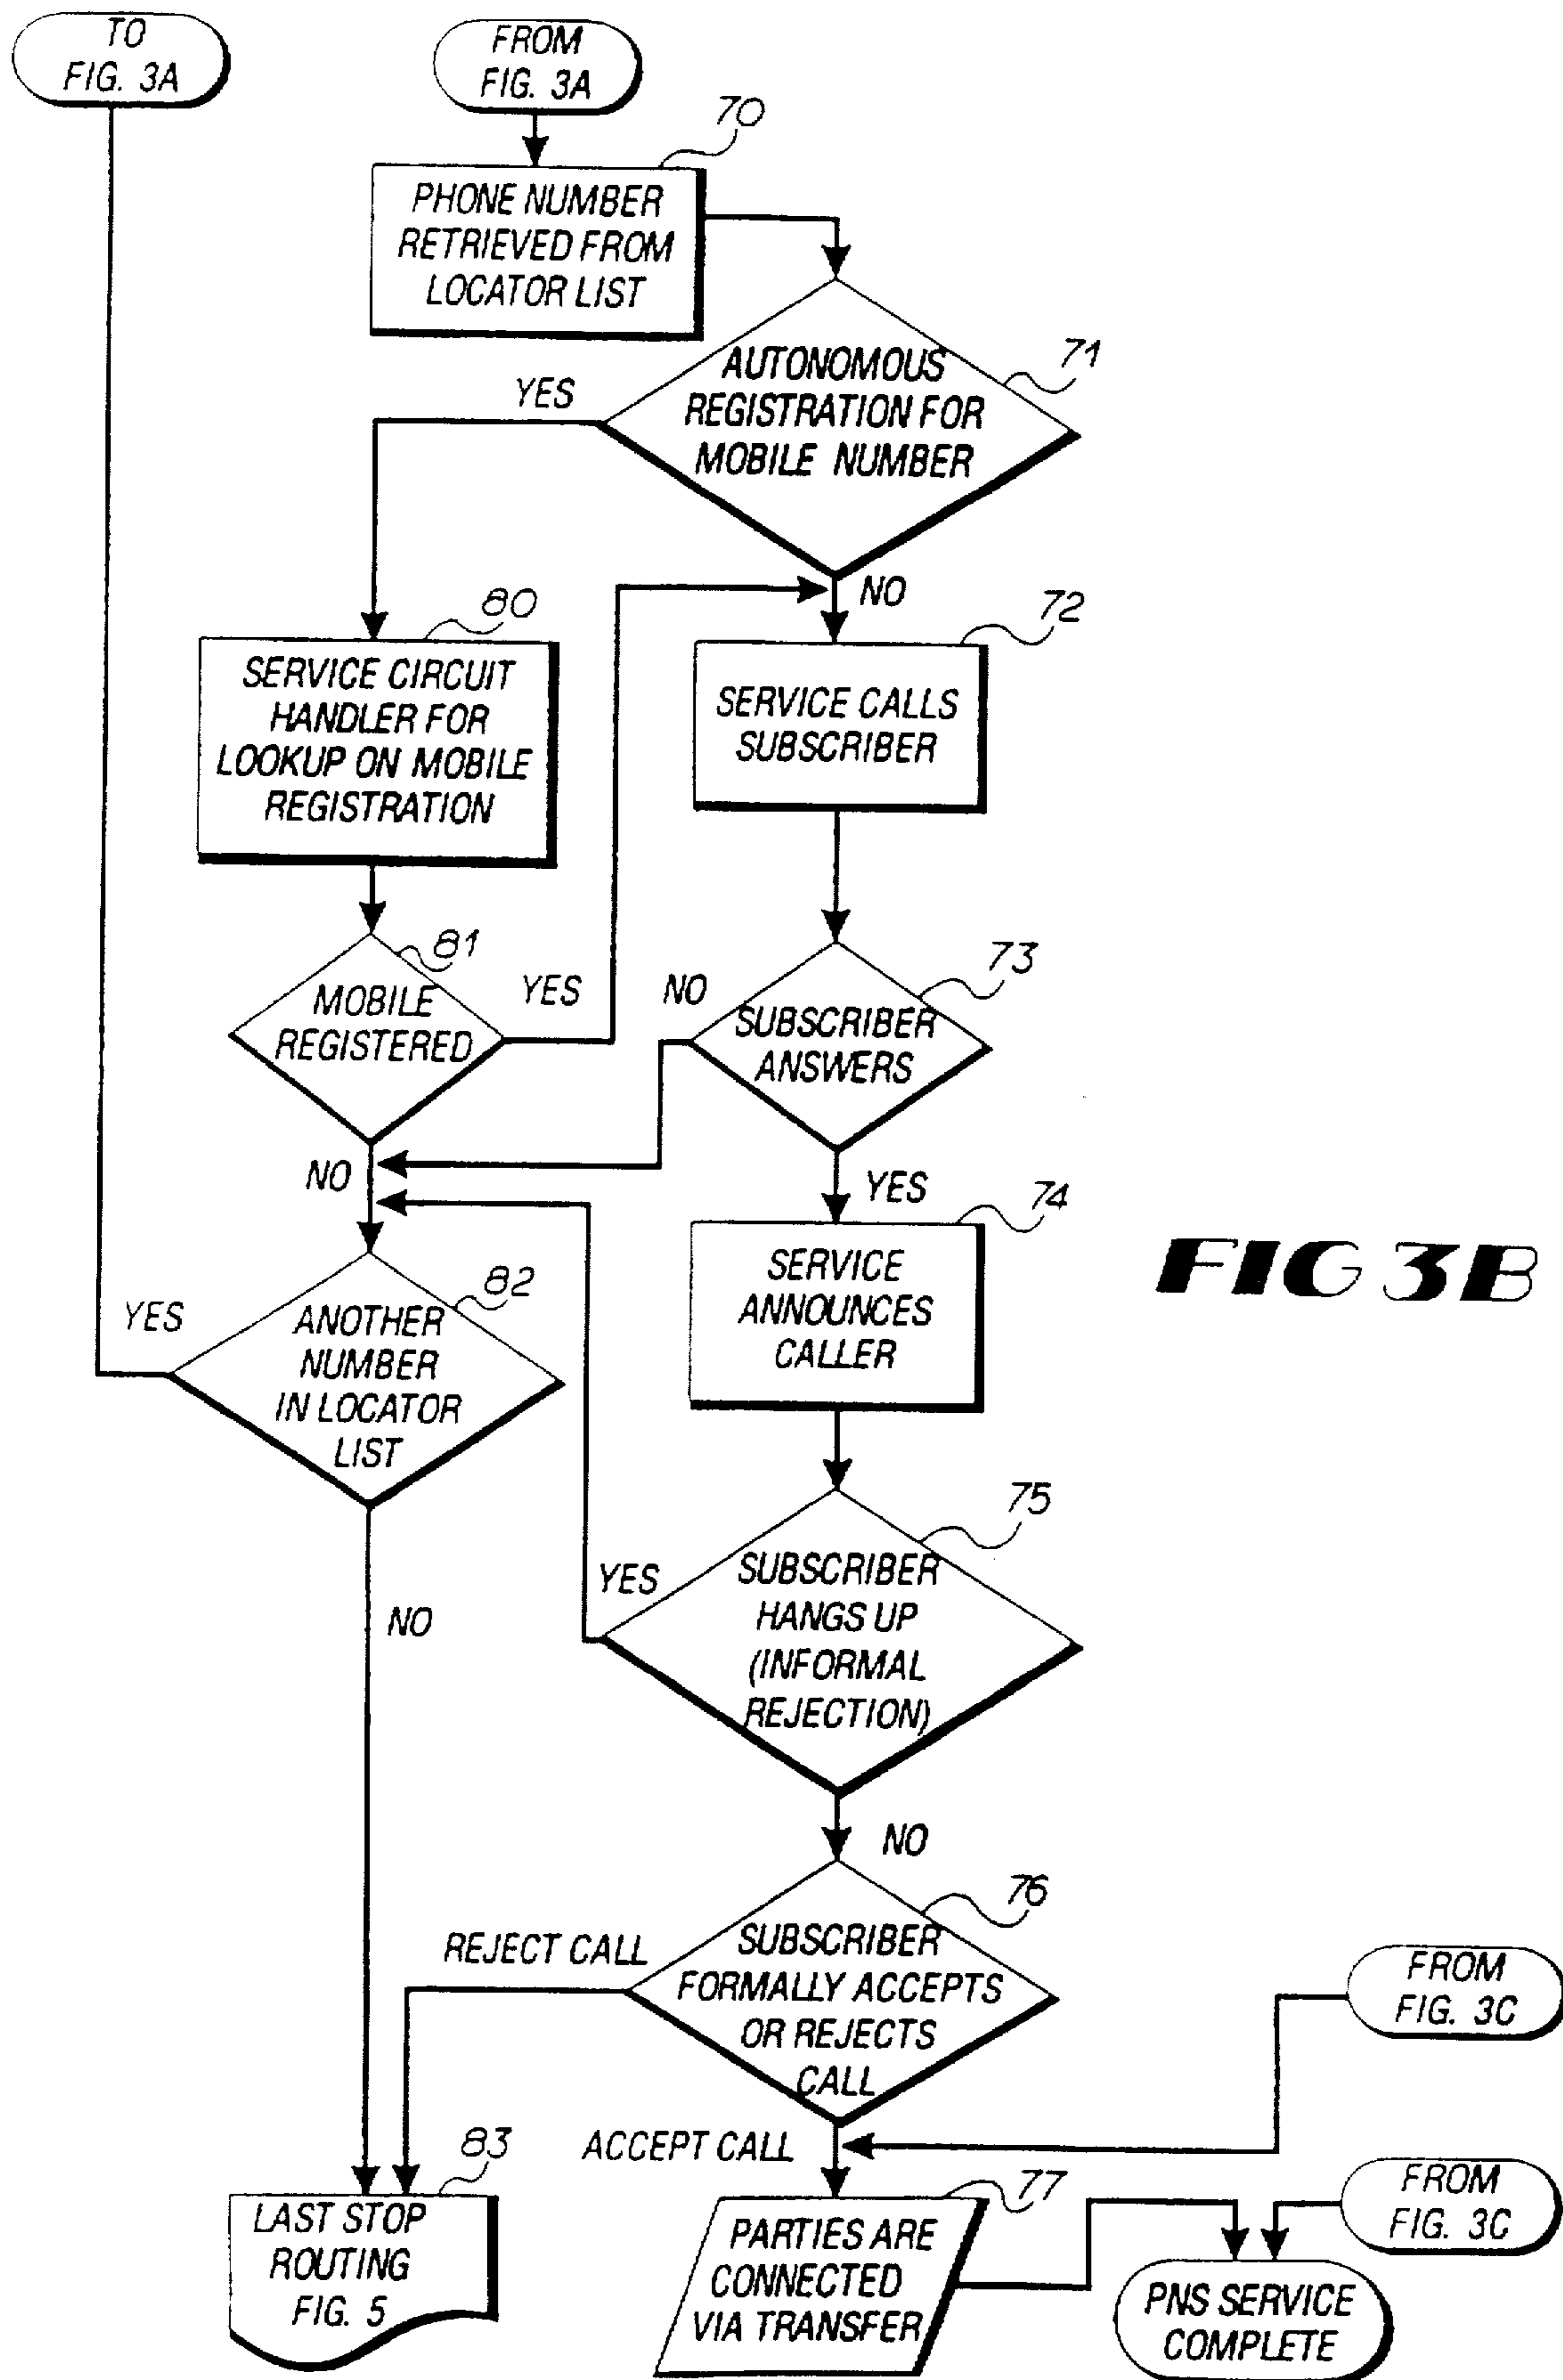 TO
FIG. 3A
FROM
FIG. 3A
70
PHONE NUMBER
RETRIEVED FROM
LOCATOR LIST
71
AUTONOMOUS
REGISTRATION FOR
MOBILE NUMBER
YES
NO
80
SERVICE CIRCUIT
HANDLER FOR
LOOKUP ON MOBILE
REGISTRATION
72
SERVICE CALLS
SUBSCRIBER
81
MOBILE
REGISTERED
YES
NO
73
SUBSCRIBER
ANSWERS
NO
YES
74
SERVICE
ANNOUNCES
CALLER
FIG 3B
82
ANOTHER
NUMBER
IN LOCATOR
LIST
YES
NO
75
SUBSCRIBER
HANGS UP
(INFORMAL
REJECTION)
YES
NO
76
SUBSCRIBER
FORMALLY ACCEPTS
OR REJECTS
CALL
REJECT CALL
ACCEPT CALL
FROM
FIG. 3C
83
LAST STOP
ROUTING
FIG. 5
77
PARTIES ARE
CONNECTED
VIA TRANSFER
FROM
FIG. 3C
PNS SERVICE
COMPLETE